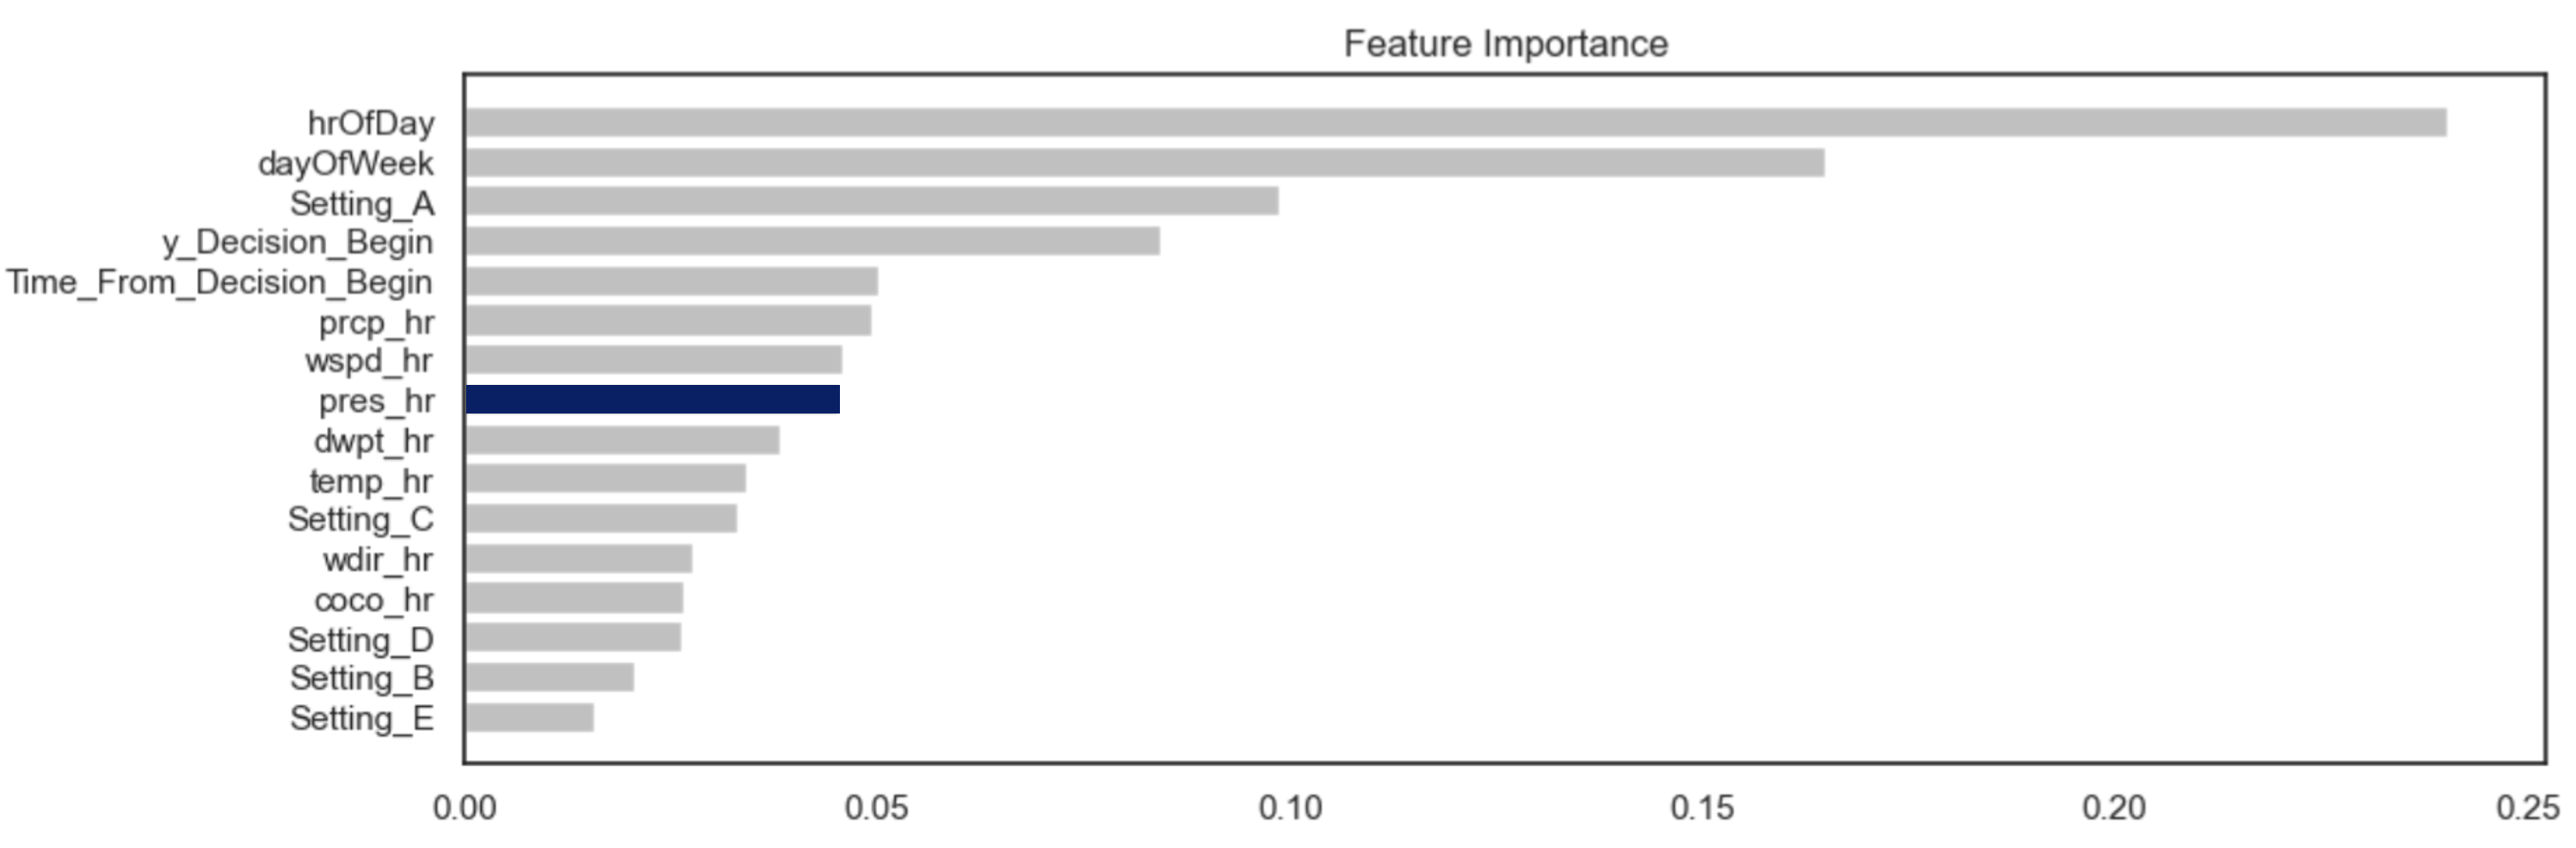 Feature Importance
hrOfDay
dayOfWeek
Setting_A
y_Decision_Begin
Time_From_Decision_Begin
prcp_hr
wspd_hr
pres_hr
dwpt_hr
temp_hr
Setting_C
wdir_hr
coco_hr
Setting_D
Setting_B
Setting_E
0.00 0.05 0.10 0.15 0.20 0.25